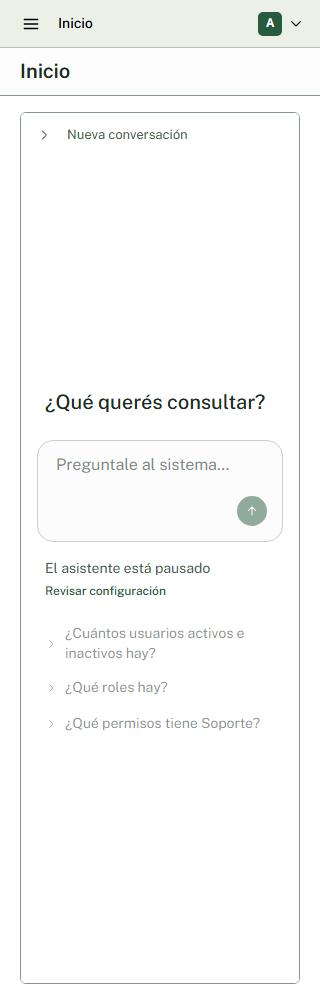 Inicio
A
Inicio
Nueva conversación
¿Qué querés consultar?
Preguntale al sistema...
El asistente está pausado
Revisar configuración
¿Cuántos usuarios activos e
inactivos hay?
¿Qué roles hay?
¿Qué permisos tiene Soporte?